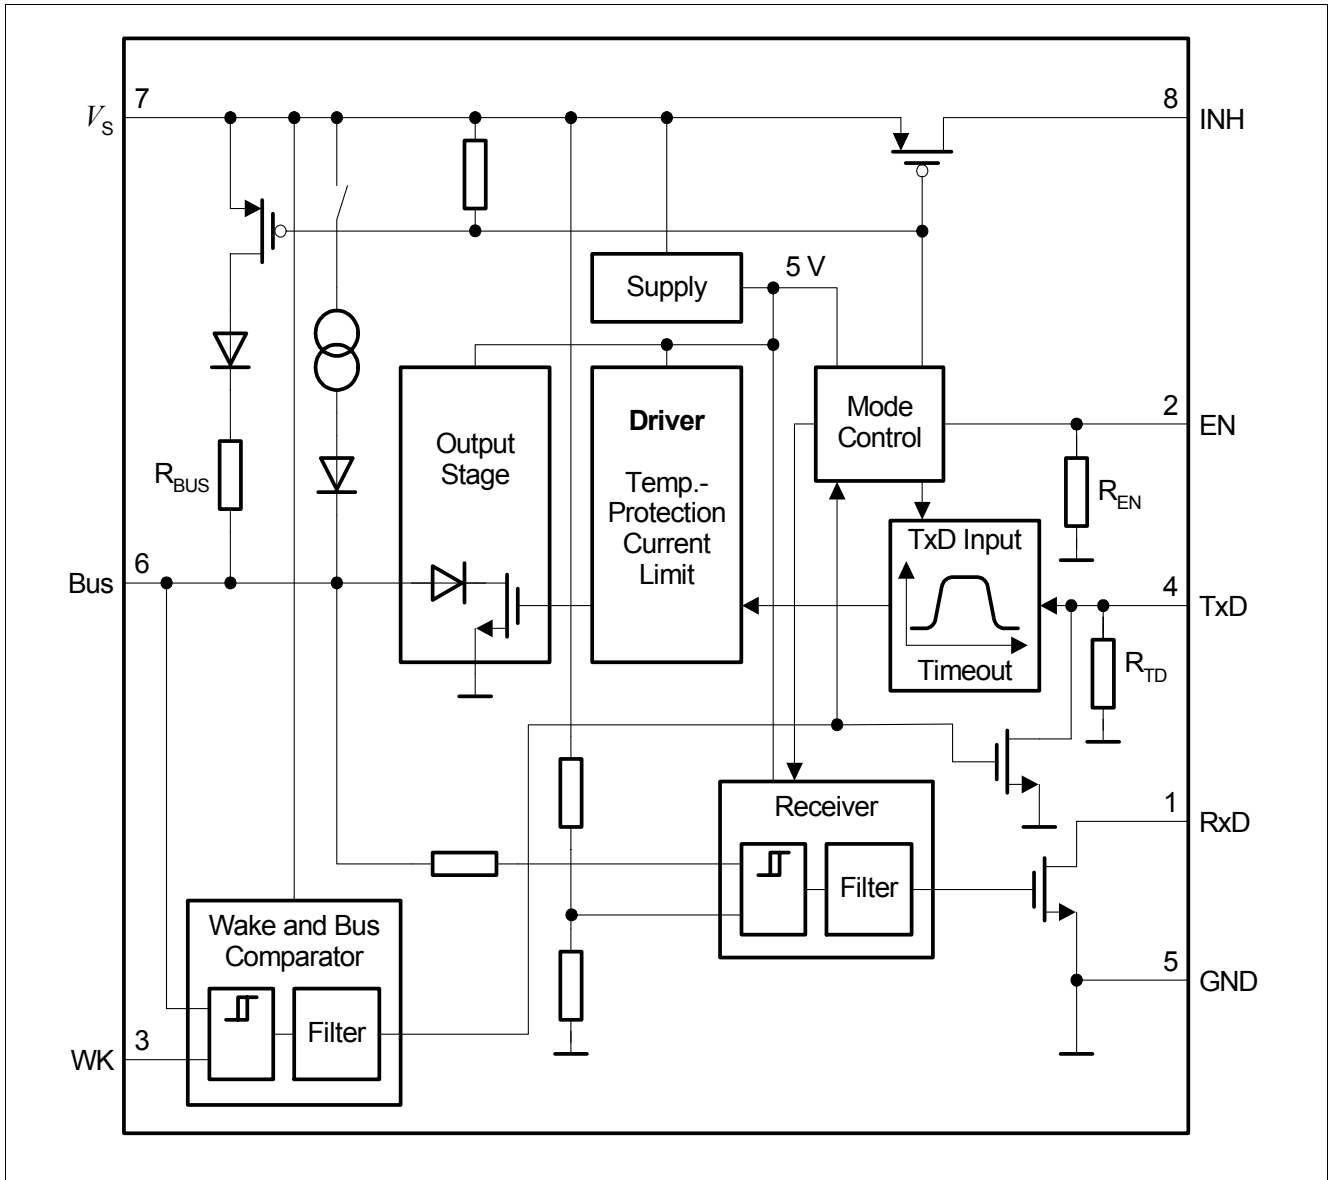 7
8
V_S
INH
5 V
Supply
2
Driver
Mode
Control
EN
Output
Stage
R_BUS
Temp.-
Protection
Current
Limit
R_EN
TxD Input
6
Bus
4
TxD
Timeout
R_TD
Receiver
1
RxD
Filter
Wake and Bus
Comparator
5
GND
Filter
3
WK